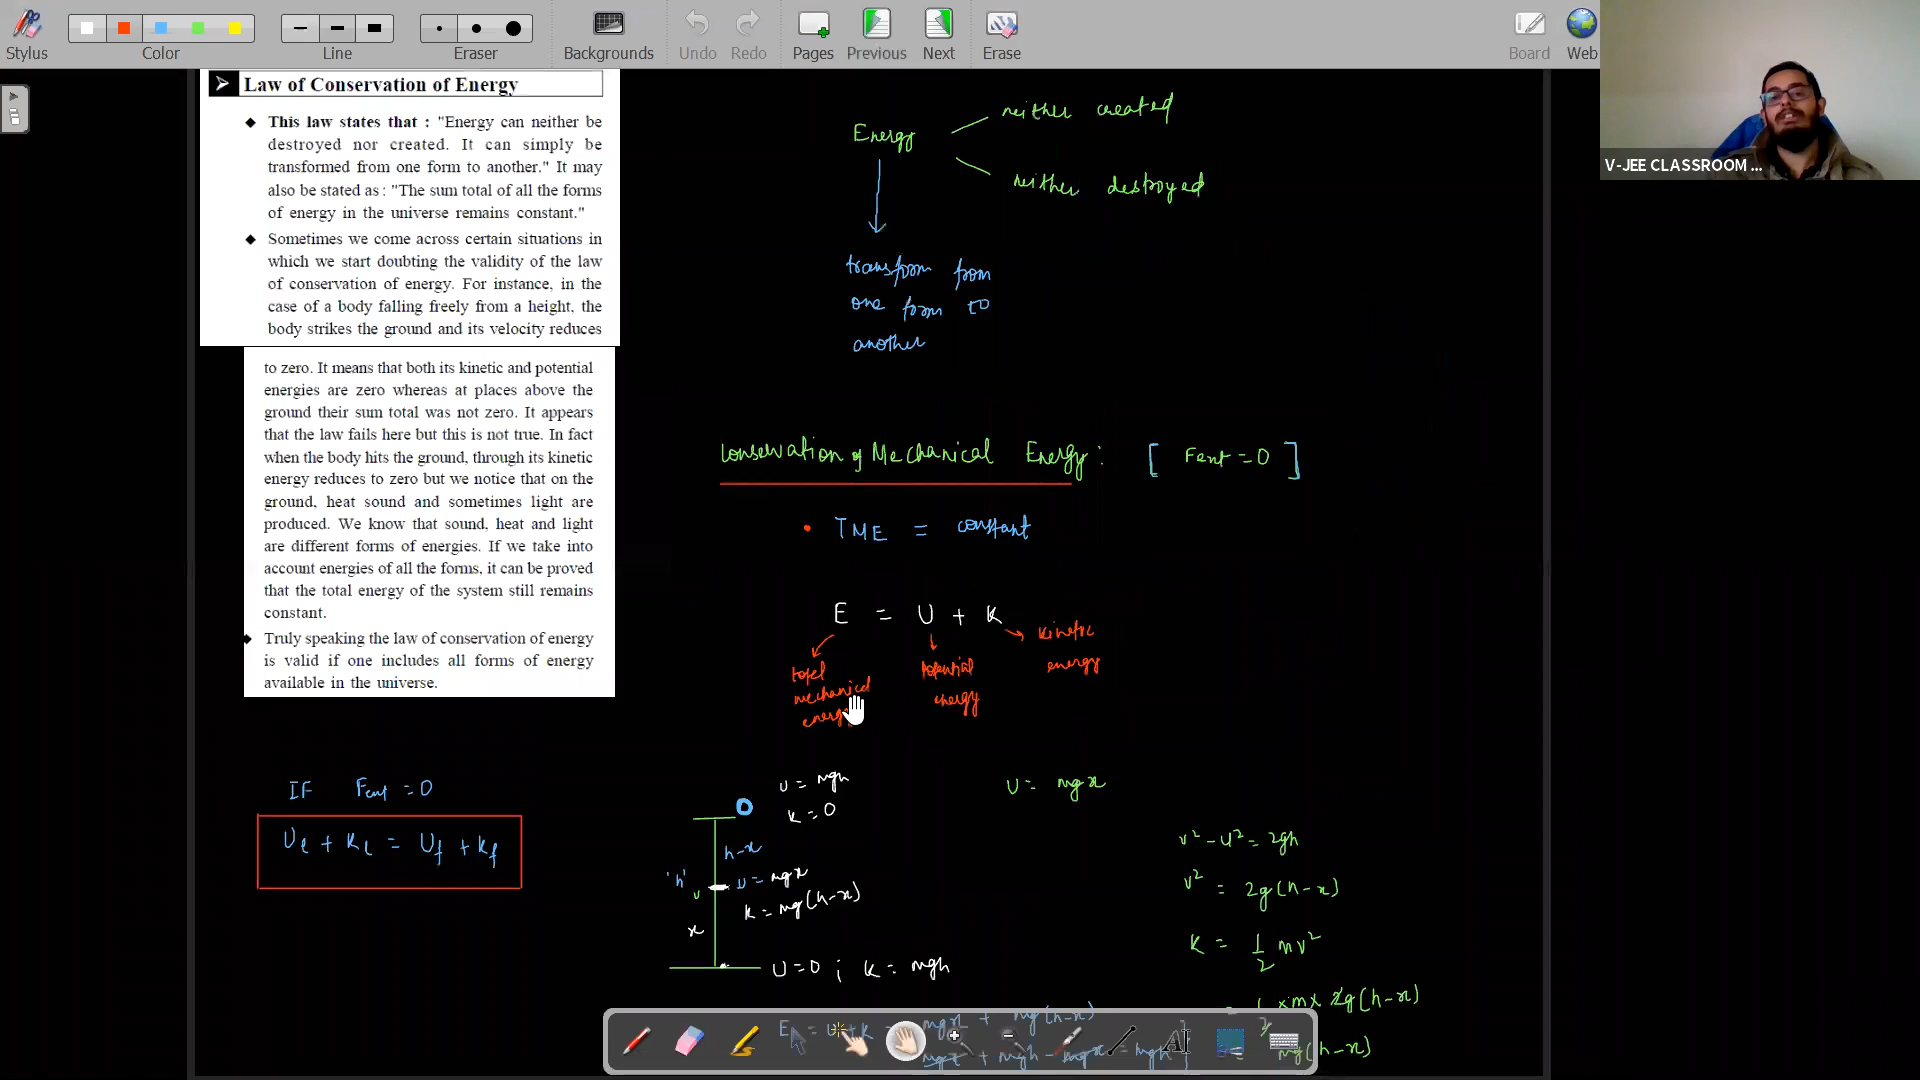 Stylus
Color
Line
Eraser
Backgrounds
Undo
Redo
Pages
Previous
Next
Erase
Board
Web
V-JEE CLASSROOM ...
➤ Law of Conservation of Energy
◆ This law states that : "Energy can neither be
destroyed nor created. It can simply be
transformed from one form to another." It may
also be stated as : "The sum total of all the forms
of energy in the universe remains constant."
◆ Sometimes we come across certain situations in
which we start doubting the validity of the law
of conservation of energy. For instance, in the
case of a body falling freely from a height, the
body strikes the ground and its velocity reduces
to zero. It means that both its kinetic and potential
energies are zero whereas at places above the
ground their sum total was not zero. It appears
that the law fails here but this is not true. In fact
when the body hits the ground, through its kinetic
energy reduces to zero but we notice that on the
ground, heat sound and sometimes light are
produced. We know that sound, heat and light
are different forms of energies. If we take into
account energies of all the forms, it can be proved
that the total energy of the system still remains
constant.
◆ Truly speaking the law of conservation of energy
is valid if one includes all forms of energy
available in the universe.
IF Fext = 0
Ui + Ki = Uf + Kf
Energy
neither created
neither destroyed
transform from
one form to
another
Conservation of Mechanical Energy : [ Fext = 0 ]
• TME = constant
E = U + K
total
mechanical
energy
potential
energy
kinetic
energy
U = mgh
K = 0
h-x
'h'
v
U = mgx
K = mg(h-x)
x
U = 0 ; K = mgh
U = mgx
v² - u² = 2gh
v² = 2g(h-x)
K = 1/2 mv²
= 1/2 × m × 2g(h-x)
mg(h-x)
E = U + K = mgx + mg(h-x)
mgx + mgh - mgx = mgh